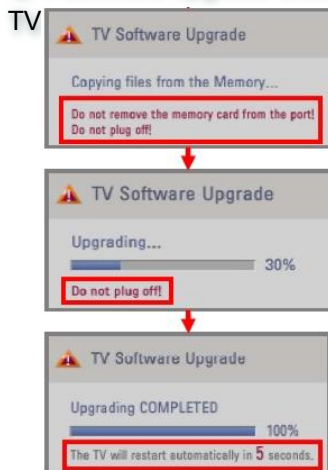 TV
TV Software Upgrade
Copying files from the Memory...
Do not remove the memory card from the port!
Do not plug off!
TV Software Upgrade
Upgrading...
30%
Do not plug off!
TV Software Upgrade
Upgrading COMPLETED
100%
The TV will restart automatically in 5 seconds.